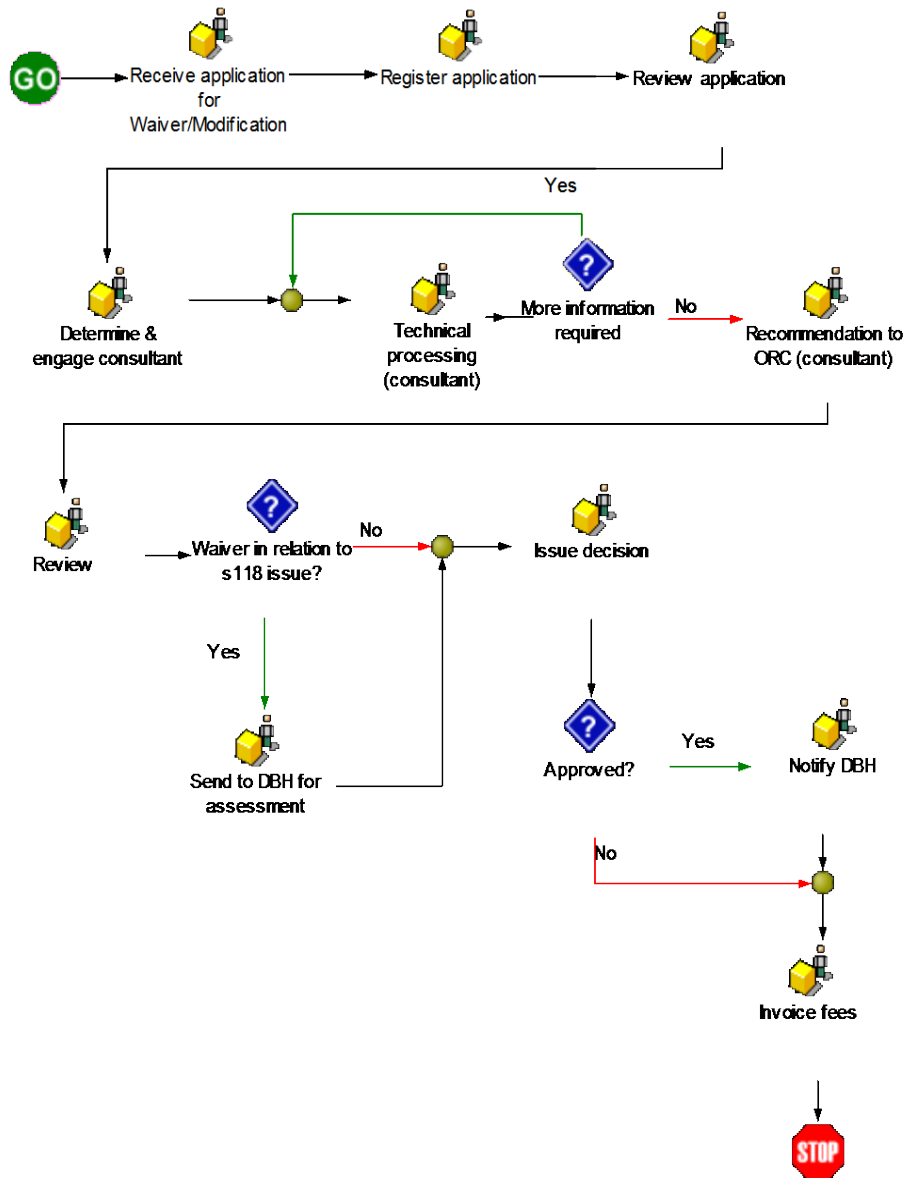 GO
Receive application
for
Waiver/Modification
Register application
Review application
Yes
Determine &
engage consultant
Technical
processing
(consultant)
?
More information
required
No
Recommendation to
ORC (consultant)
Review
?
Waiver in relation to
s118 issue?
No
Issue decision
Yes
Send to DBH for
assessment
?
Approved?
Yes
Notify DBH
No
Invoice fees
STOP